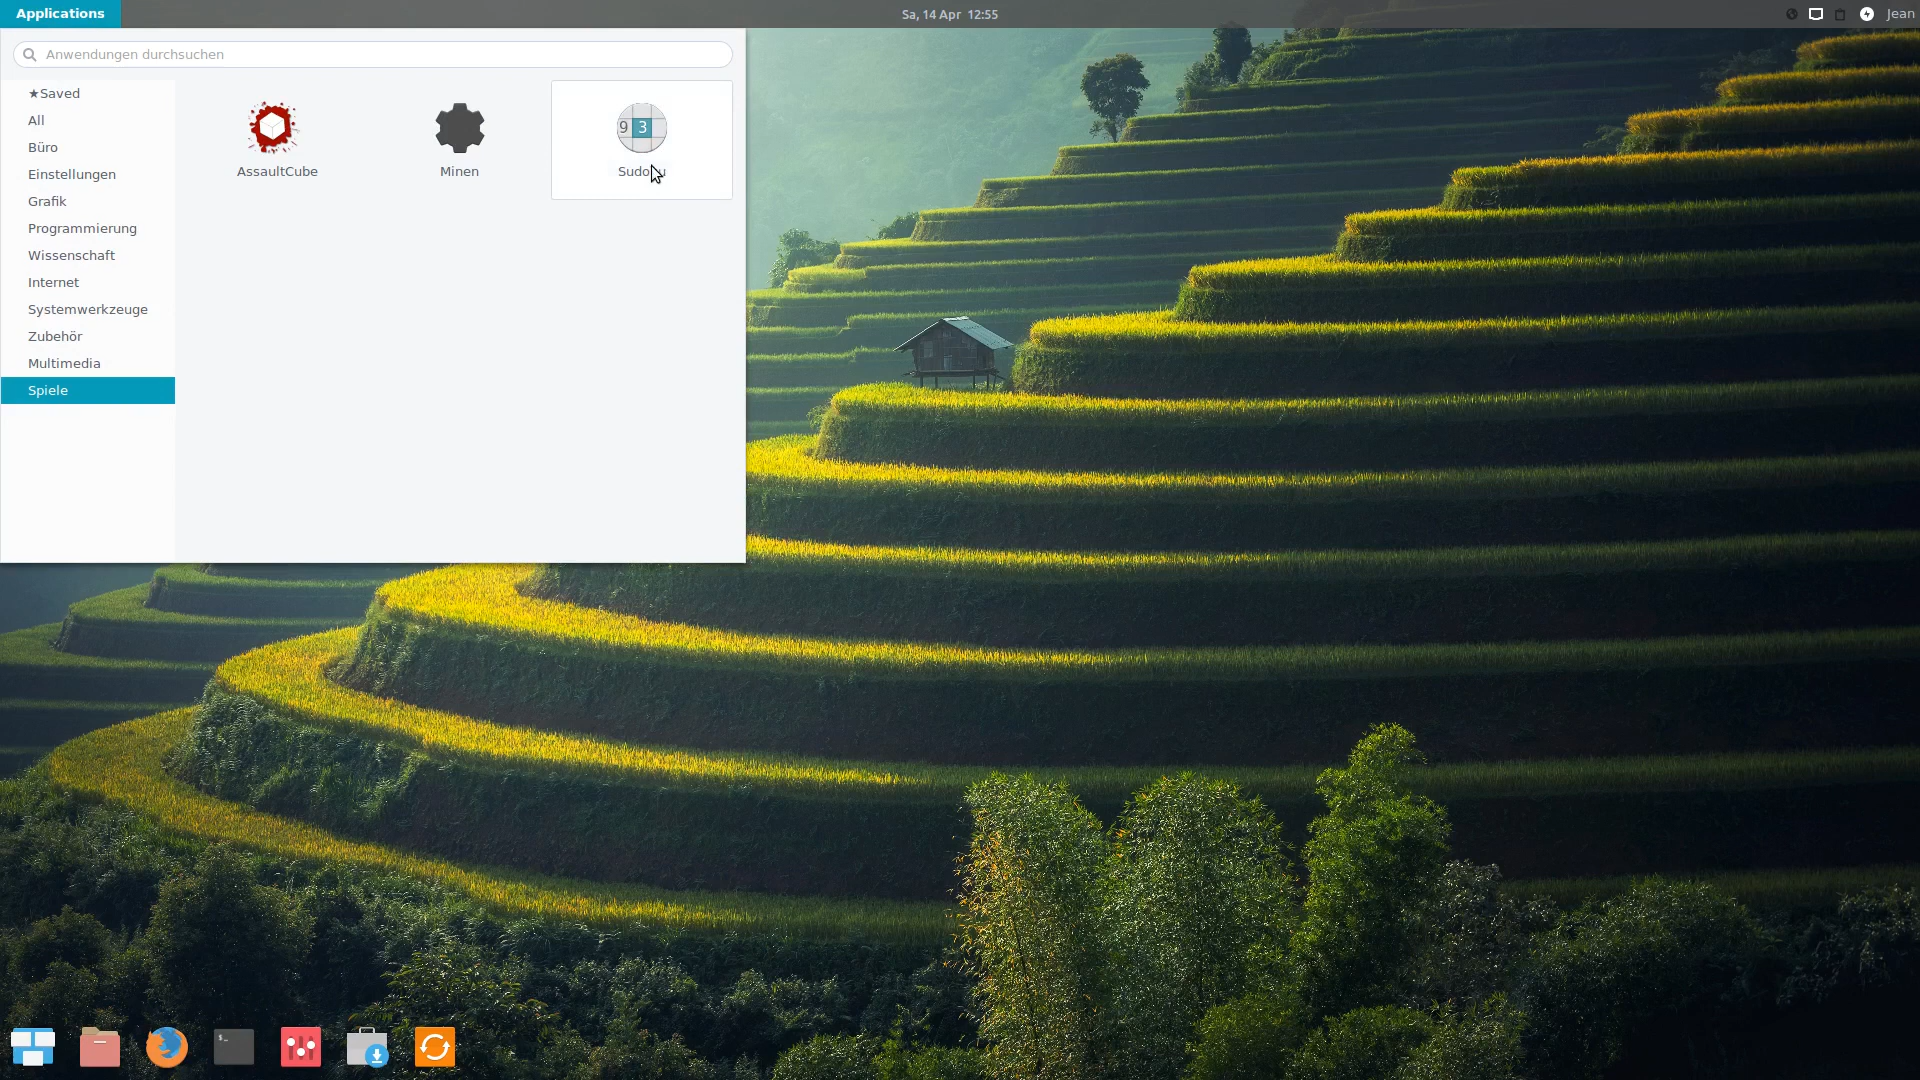 Applications
Sa, 14 Apr 12:55
Jean
Anwendungen durchsuchen
★Saved
All
Büro
Einstellungen
Grafik
Programmierung
Wissenschaft
Internet
Systemwerkzeuge
Zubehör
Multimedia
Spiele
AssaultCube
Minen
9 3
Sudoku
$_